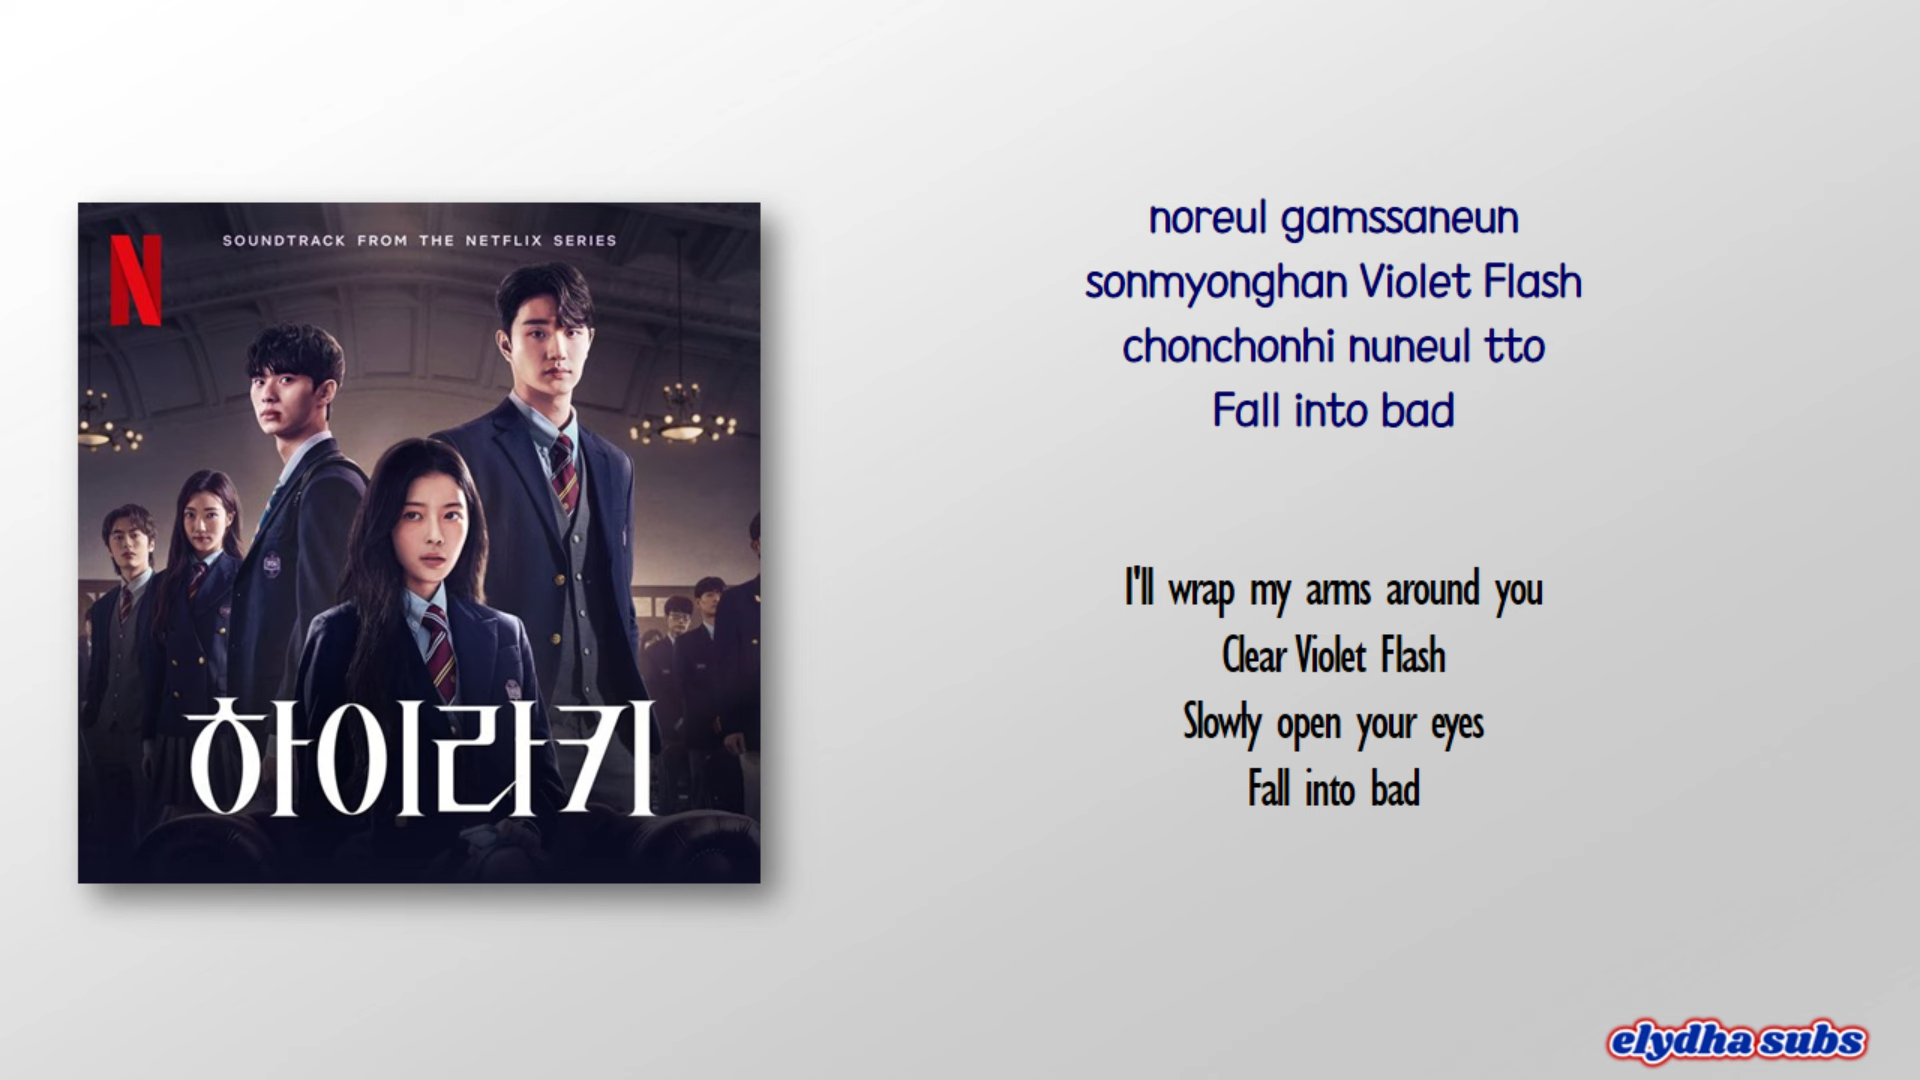 N
SOUNDTRACK FROM THE NETFLIX SERIES
하이라키
noreul gamssaneun
sonmyonghan Violet Flash
chonchonhi nuneul tto
Fall into bad
I'll wrap my arms around you
Clear Violet Flash
Slowly open your eyes
Fall into bad
elydha subs